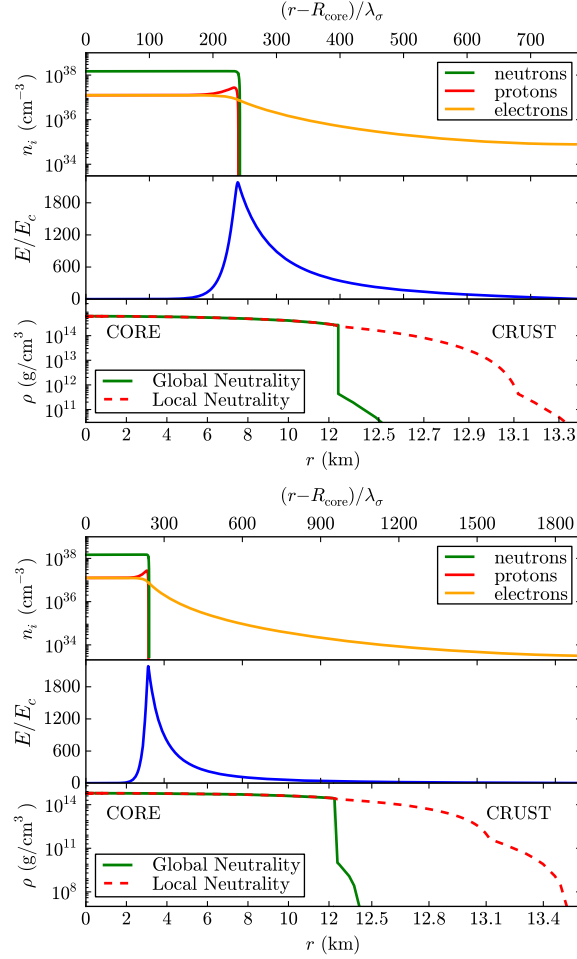 (r−R_core)/λ_σ
0 100 200 300 400 500 600 700
10^38
10^36
10^34
n_i (cm^−3)
neutrons
protons
electrons
1800
1200
600
0
E/E_c
10^14
10^13
10^12
10^11
ρ (g/cm^3)
CORE CRUST
Global Neutrality
Local Neutrality
0 2 4 6 8 10 12 12.5 12.7 12.9 13.1 13.3
r (km)
(r−R_core)/λ_σ
0 300 600 900 1200 1500 1800
10^38
10^36
10^34
n_i (cm^−3)
neutrons
protons
electrons
1800
1200
600
0
E/E_c
10^14
10^11
10^8
ρ (g/cm^3)
CORE CRUST
Global Neutrality
Local Neutrality
0 2 4 6 8 10 12 12.5 12.8 13.1 13.4
r (km)